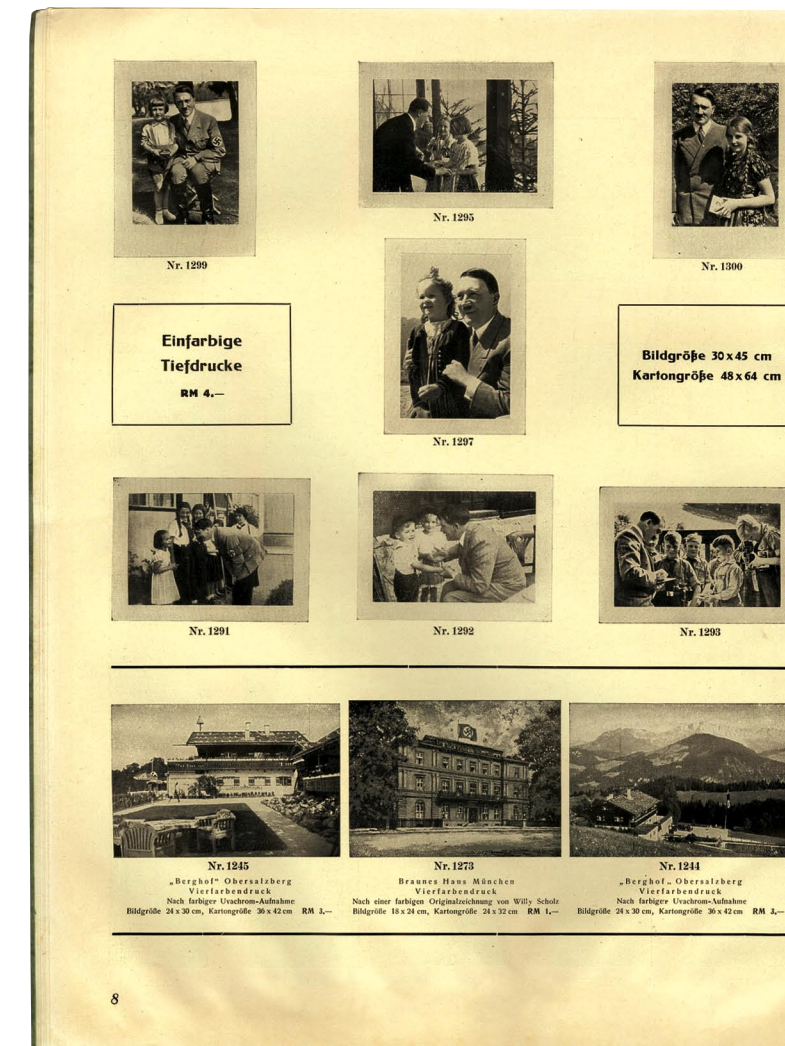 Nr. 1299
Nr. 1295
Nr. 1300
Einfarbige
Tiefdrucke
RM 4.—
Nr. 1297
Bildgröße 30 x 45 cm
Kartongröße 48 x 64 cm
Nr. 1291
Nr. 1292
Nr. 1293
Nr. 1245
„Berghof“ Obersalzberg
Vierfarbendruck
Nach farbiger Uvachrom-Aufnahme
Bildgröße 24 x 30 cm, Kartongröße 36 x 42 cm RM 3.—
Nr. 1273
Braunes Haus München
Vierfarbendruck
Nach einer farbigen Originalzeichnung von Willy Scholz
Bildgröße 18 x 24 cm, Kartongröße 24 x 32 cm RM 1.—
Nr. 1244
„Berghof„ Obersalzberg
Vierfarbendruck
Nach farbiger Uvachrom-Aufnahme
Bildgröße 24 x 30 cm, Kartongröße 36 x 42 cm RM 3.—
8